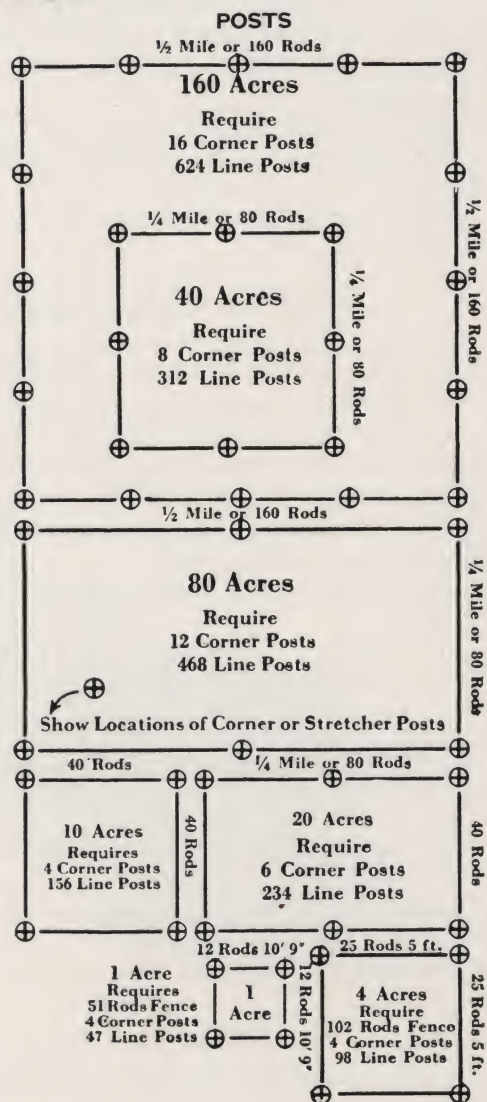 POSTS
½ Mile or 160 Rods
160 Acres
Require
16 Corner Posts
624 Line Posts
½ Mile or 160 Rods
¼ Mile or 80 Rods
40 Acres
Require
8 Corner Posts
312 Line Posts
¼ Mile or 80 Rods
½ Mile or 160 Rods
80 Acres
Require
12 Corner Posts
468 Line Posts
¼ Mile or 80 Rods
Show Locations of Corner or Stretcher Posts
40 Rods
10 Acres
Requires
4 Corner Posts
156 Line Posts
40 Rods
¼ Mile or 80 Rods
20 Acres
Require
6 Corner Posts
234 Line Posts
40 Rods
1 Acre
Requires
51 Rods Fence
4 Corner Posts
47 Line Posts
12 Rods 10' 9"
1
Acre
12 Rods 10' 9"
25 Rods 5 ft.
4 Acres
Require
102 Rods Fence
4 Corner Posts
98 Line Posts
25 Rods 5 ft.